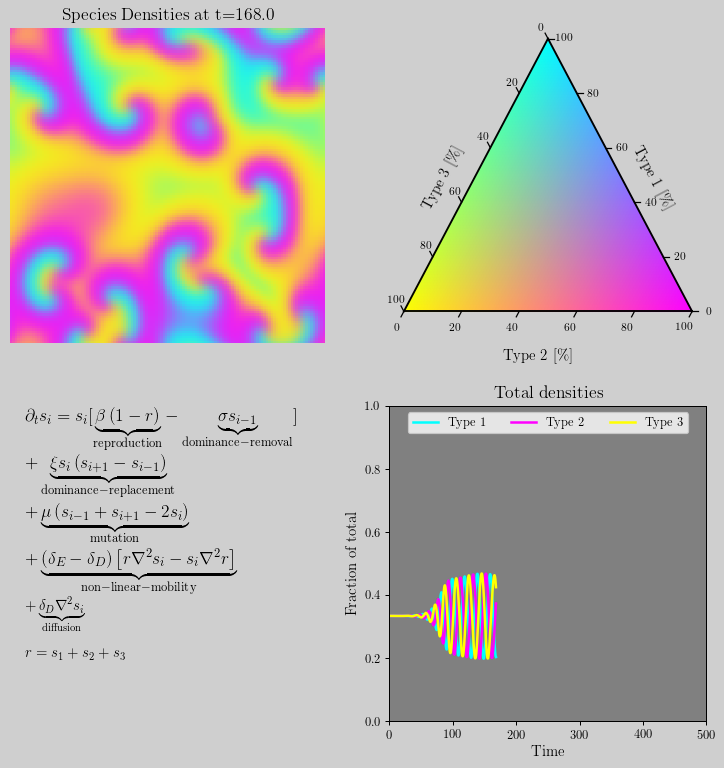 Species Densities at t=168.0
0
100
20
80
40
60
Type 3 [%]
Type 1 [%]
60
40
80
20
100
0
0
20
40
60
80
100
Type 2 [%]
∂ₜsᵢ = sᵢ[β (1 − r) − σsᵢ₋₁ ]
reproduction dominance−removal
+ ξsᵢ (sᵢ₊₁ − sᵢ₋₁)
dominance−replacement
+ μ (sᵢ₋₁ + sᵢ₊₁ − 2sᵢ)
mutation
+ (δ_E − δ_D) [r∇²sᵢ − sᵢ∇²r]
non−linear−mobility
+ δ_D∇²sᵢ
diffusion
r = s₁ + s₂ + s₃
Total densities
Type 1 Type 2 Type 3
Fraction of total
1.0
0.8
0.6
0.4
0.2
0.0
0 100 200 300 400 500
Time